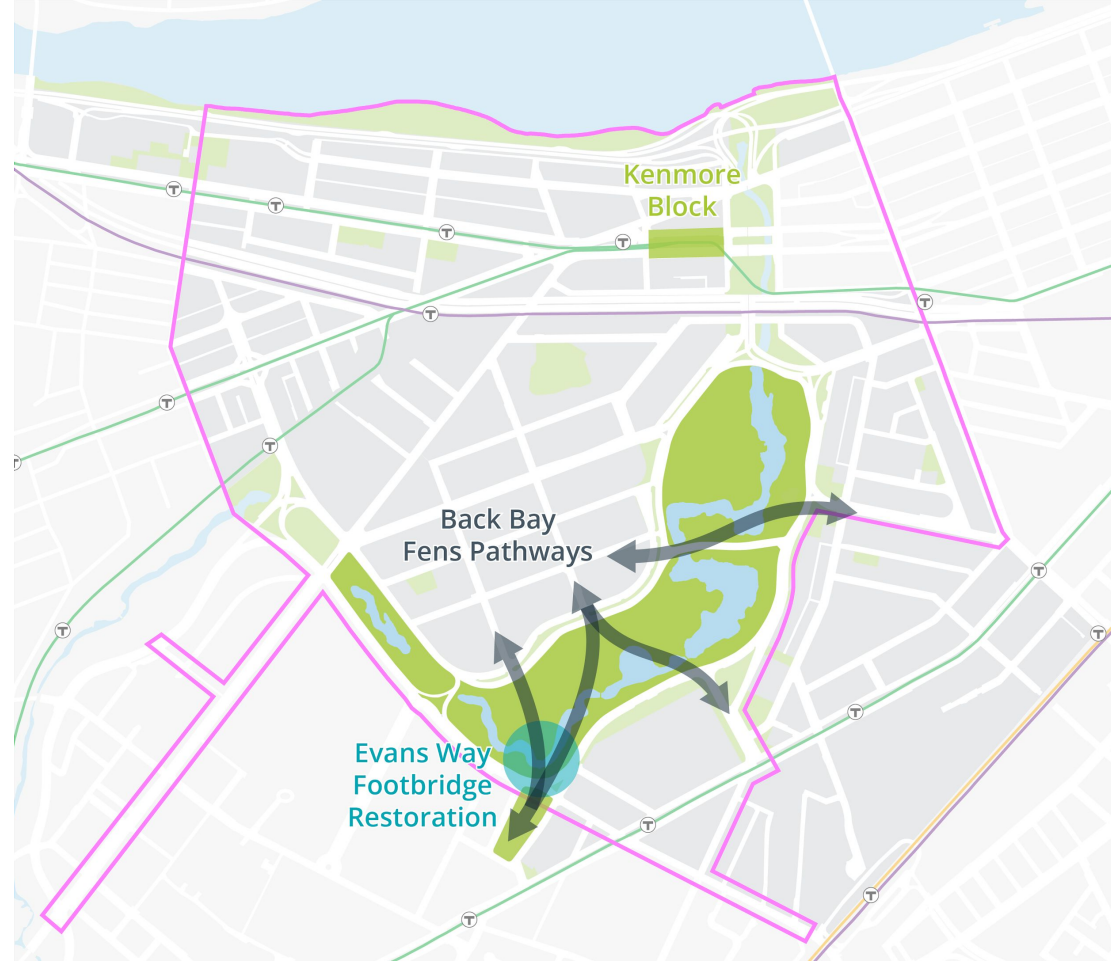 Kenmore
Block
T
T
T
T
T
T
T
T
T
Back Bay
Fens Pathways
T
T
T
T
Evans Way
Footbridge
Restoration
T
T
T
T